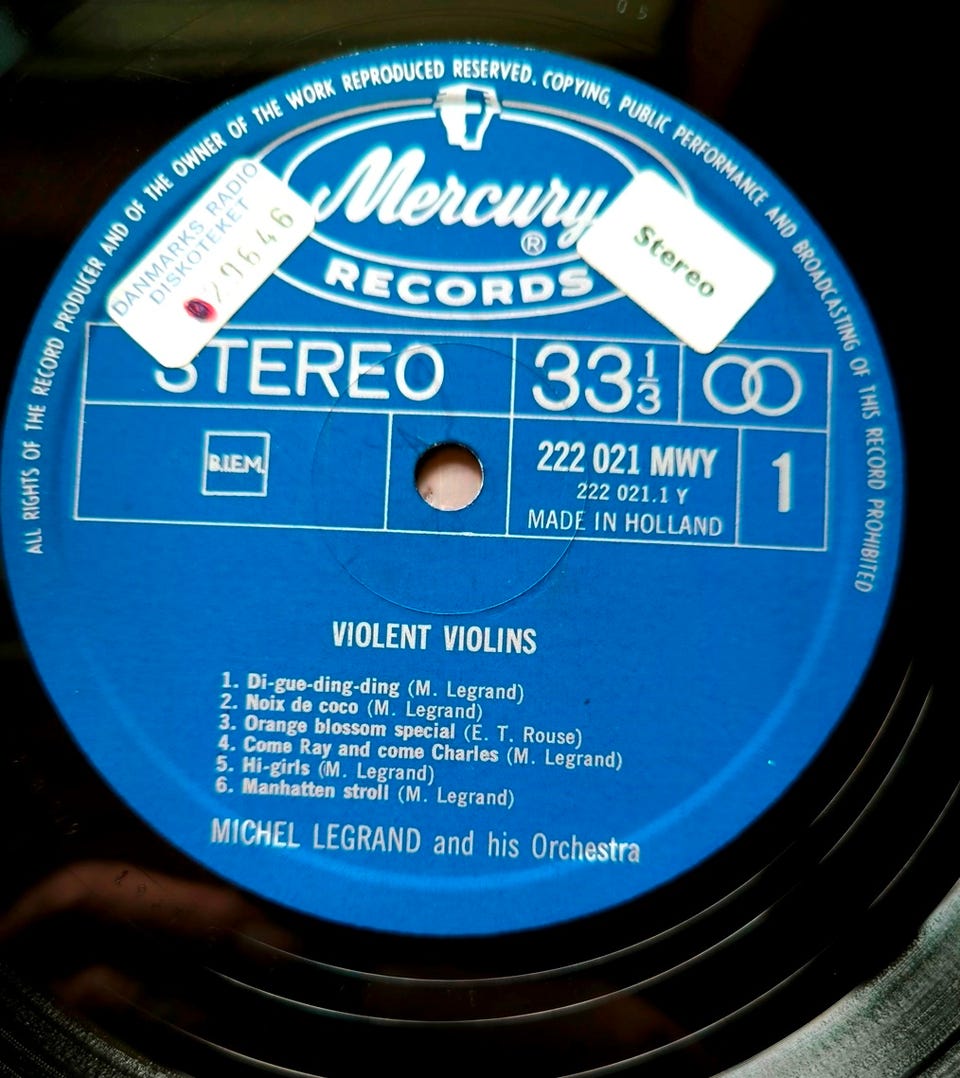 ALL RIGHTS OF THE RECORD PRODUCER AND OF THE OWNER OF THE WORK REPRODUCED RESERVED. COPYING, PUBLIC PERFORMANCE AND BROADCASTING OF THIS RECORD PROHIBITED
Mercury
®
RECORDS
DANMARKS RADIO
DISKOTEKET
29646
Stereo
STEREO
33 1/3
B.I.E.M.
222 021 MWY
222 021.1 Y
MADE IN HOLLAND
1
VIOLENT VIOLINS
1. Di-gue-ding-ding (M. Legrand)
2. Noix de coco (M. Legrand)
3. Orange blossom special (E. T. Rouse)
4. Come Ray and come Charles (M. Legrand)
5. Hi-girls (M. Legrand)
6. Manhatten stroll (M. Legrand)
MICHEL LEGRAND and his Orchestra